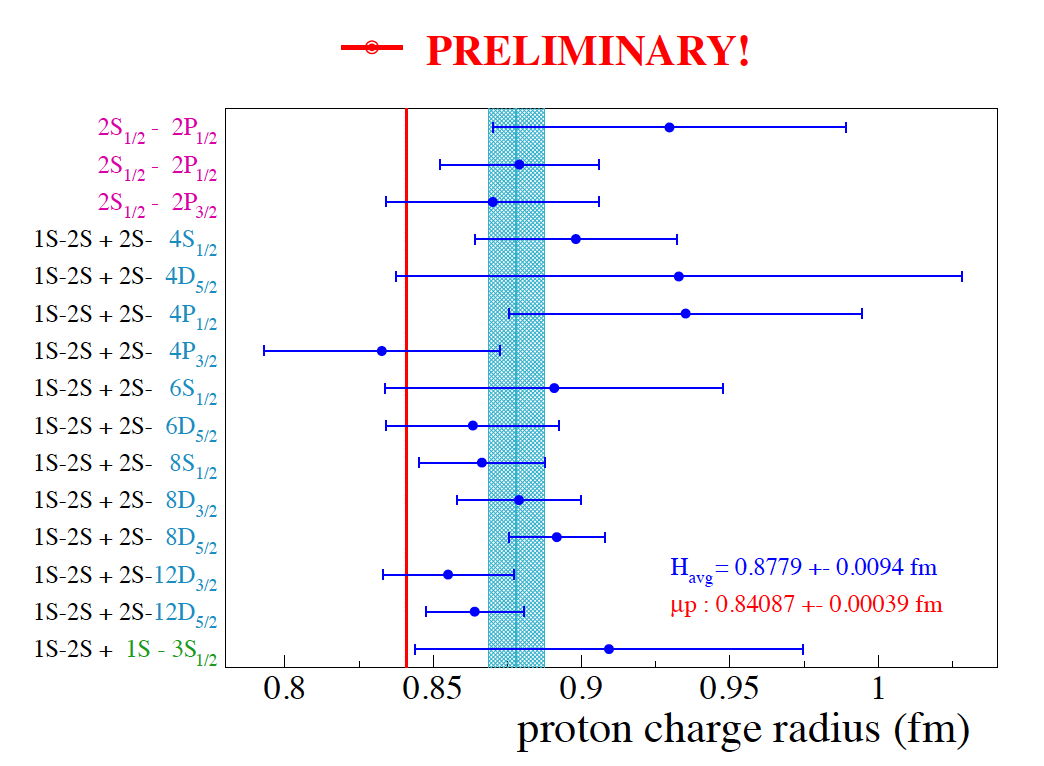 PRELIMINARY!
2S1/2 - 2P1/2
2S1/2 - 2P1/2
2S1/2 - 2P3/2
1S-2S + 2S- 4S1/2
1S-2S + 2S- 4D5/2
1S-2S + 2S- 4P1/2
1S-2S + 2S- 4P3/2
1S-2S + 2S- 6S1/2
1S-2S + 2S- 6D5/2
1S-2S + 2S- 8S1/2
1S-2S + 2S- 8D3/2
1S-2S + 2S- 8D5/2
1S-2S + 2S-12D3/2
1S-2S + 2S-12D5/2
1S-2S + 1S - 3S1/2
Havg = 0.8779 +- 0.0094 fm
μp : 0.84087 +- 0.00039 fm
0.8 0.85 0.9 0.95 1
proton charge radius (fm)